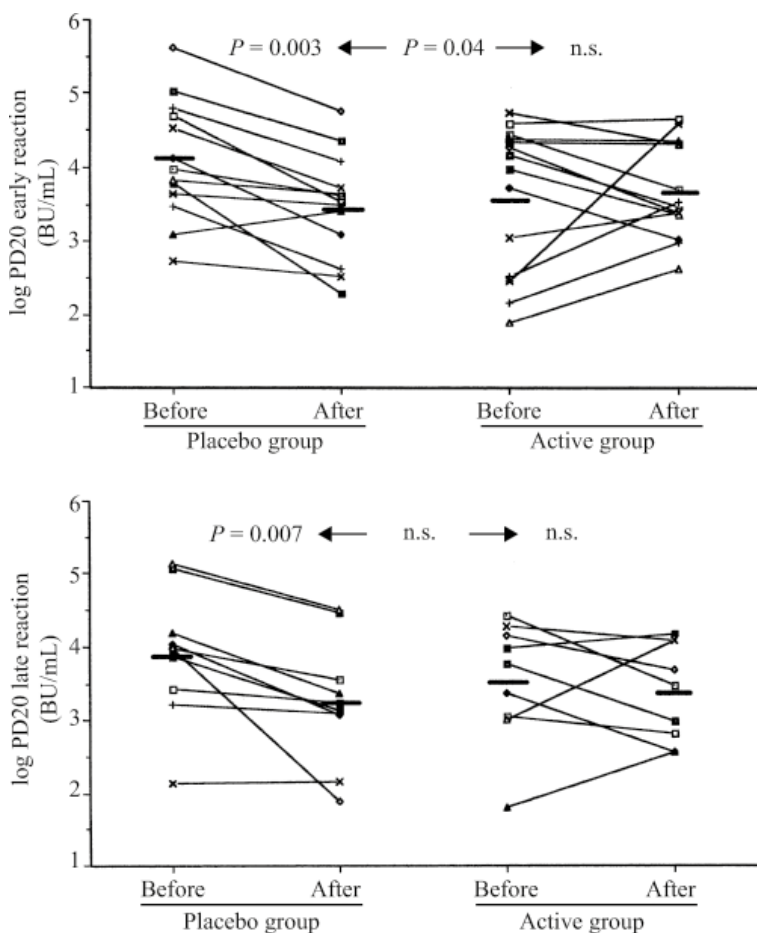 6
5
4
3
2
1
log PD20 early reaction
(BU/mL)
P = 0.003
P = 0.04
n.s.
Before
After
Before
After
Placebo group
Active group
6
5
4
3
2
1
log PD20 late reaction
(BU/mL)
P = 0.007
n.s.
n.s.
Before
After
Before
After
Placebo group
Active group